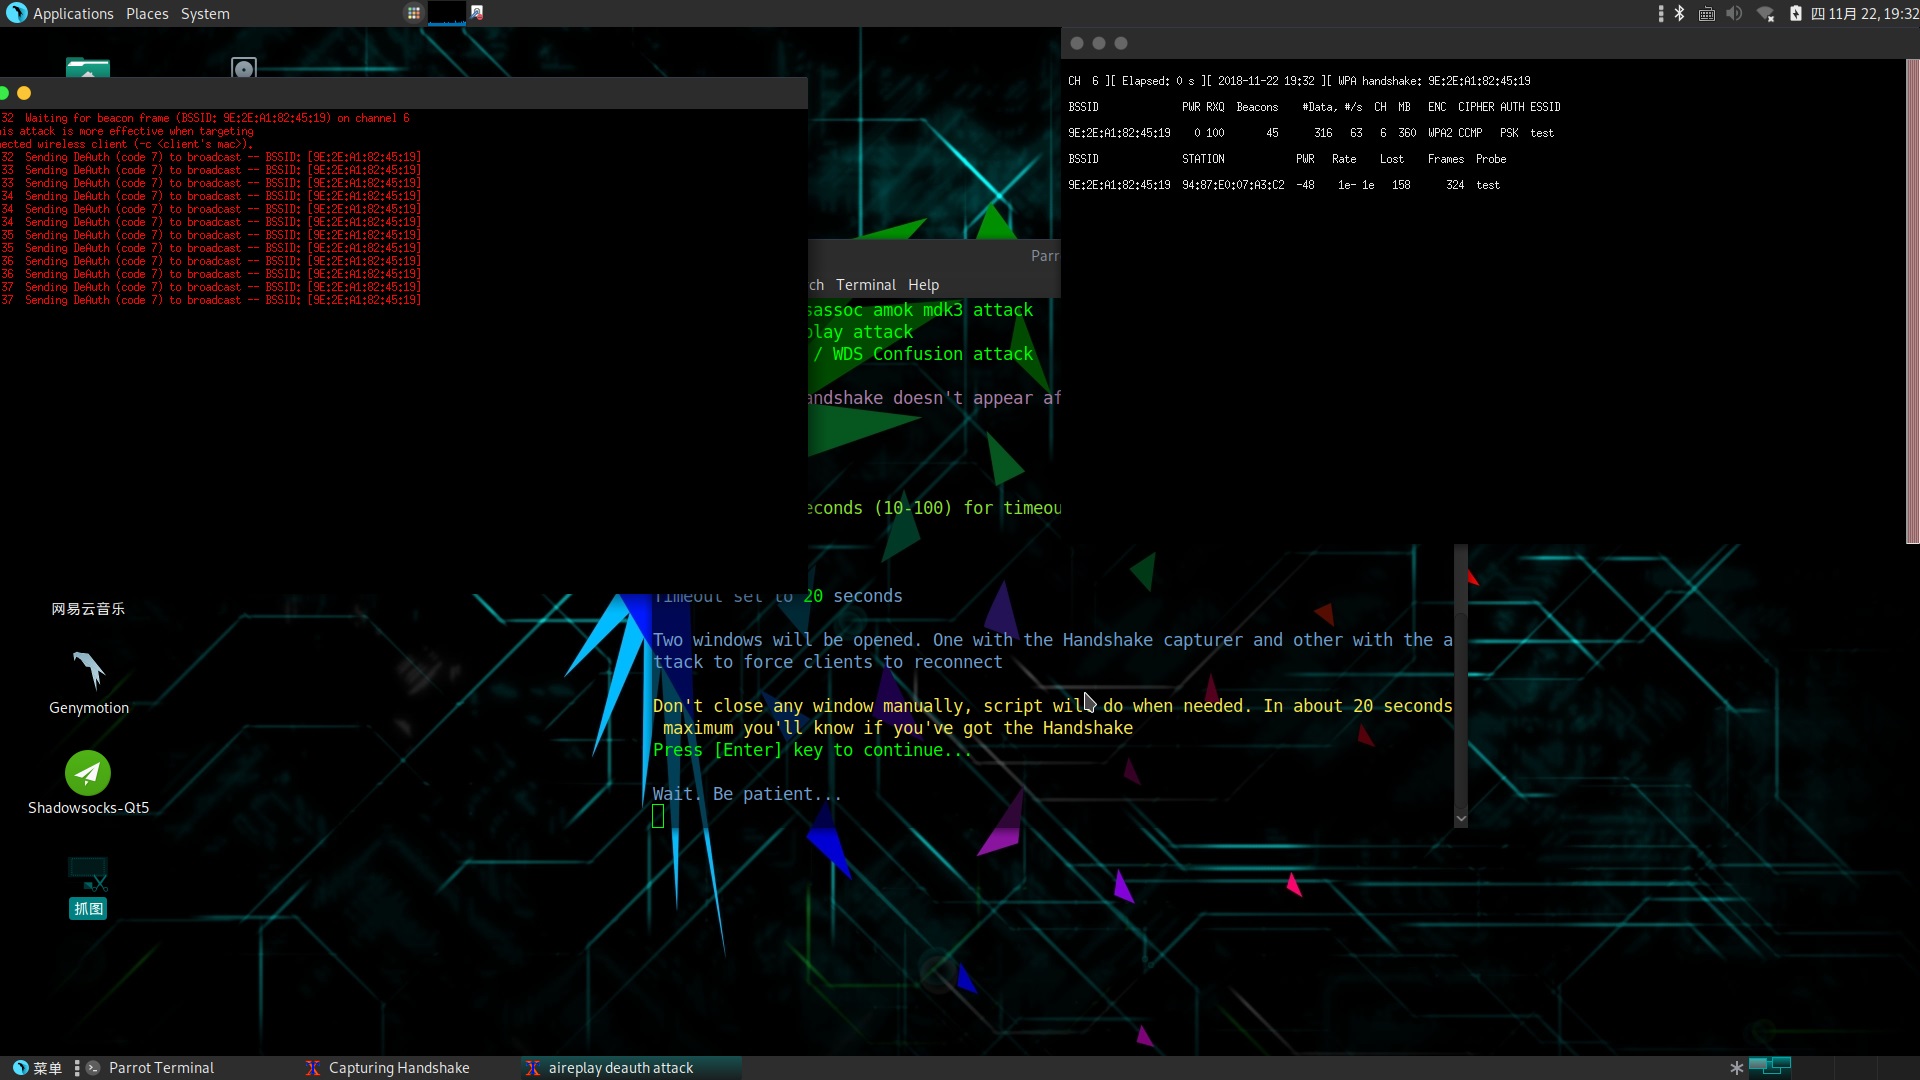 Applications Places System
四 11月 22, 19:32
32 Waiting for beacon frame (BSSID: 9E:2E:A1:82:45:19) on channel 6
his attack is more effective when targeting
nected wireless client (-c <client's mac>).
32 Sending DeAuth (code 7) to broadcast -- BSSID: [9E:2E:A1:82:45:19]
33 Sending DeAuth (code 7) to broadcast -- BSSID: [9E:2E:A1:82:45:19]
33 Sending DeAuth (code 7) to broadcast -- BSSID: [9E:2E:A1:82:45:19]
34 Sending DeAuth (code 7) to broadcast -- BSSID: [9E:2E:A1:82:45:19]
34 Sending DeAuth (code 7) to broadcast -- BSSID: [9E:2E:A1:82:45:19]
34 Sending DeAuth (code 7) to broadcast -- BSSID: [9E:2E:A1:82:45:19]
35 Sending DeAuth (code 7) to broadcast -- BSSID: [9E:2E:A1:82:45:19]
35 Sending DeAuth (code 7) to broadcast -- BSSID: [9E:2E:A1:82:45:19]
36 Sending DeAuth (code 7) to broadcast -- BSSID: [9E:2E:A1:82:45:19]
36 Sending DeAuth (code 7) to broadcast -- BSSID: [9E:2E:A1:82:45:19]
37 Sending DeAuth (code 7) to broadcast -- BSSID: [9E:2E:A1:82:45:19]
37 Sending DeAuth (code 7) to broadcast -- BSSID: [9E:2E:A1:82:45:19]
CH 6 ][ Elapsed: 0 s ][ 2018-11-22 19:32 ][ WPA handshake: 9E:2E:A1:82:45:19
BSSID PWR RXQ Beacons #Data, #/s CH MB ENC CIPHER AUTH ESSID
9E:2E:A1:82:45:19 0 100 45 316 63 6 360 WPA2 CCMP PSK test
BSSID STATION PWR Rate Lost Frames Probe
9E:2E:A1:82:45:19 94:87:E0:07:A3:C2 -48 1e- 1e 158 324 test
Parr
ch Terminal Help
sassoc amok mdk3 attack
play attack
/ WDS Confusion attack
andshake doesn't appear af
econds (10-100) for timeou
Timeout set to 20 seconds
Two windows will be opened. One with the Handshake capturer and other with the a
ttack to force clients to reconnect
Don't close any window manually, script will do when needed. In about 20 seconds
maximum you'll know if you've got the Handshake
Press [Enter] key to continue...
Wait. Be patient...
网易云音乐
Genymotion
Shadowsocks-Qt5
抓图
菜单 Parrot Terminal Capturing Handshake aireplay deauth attack